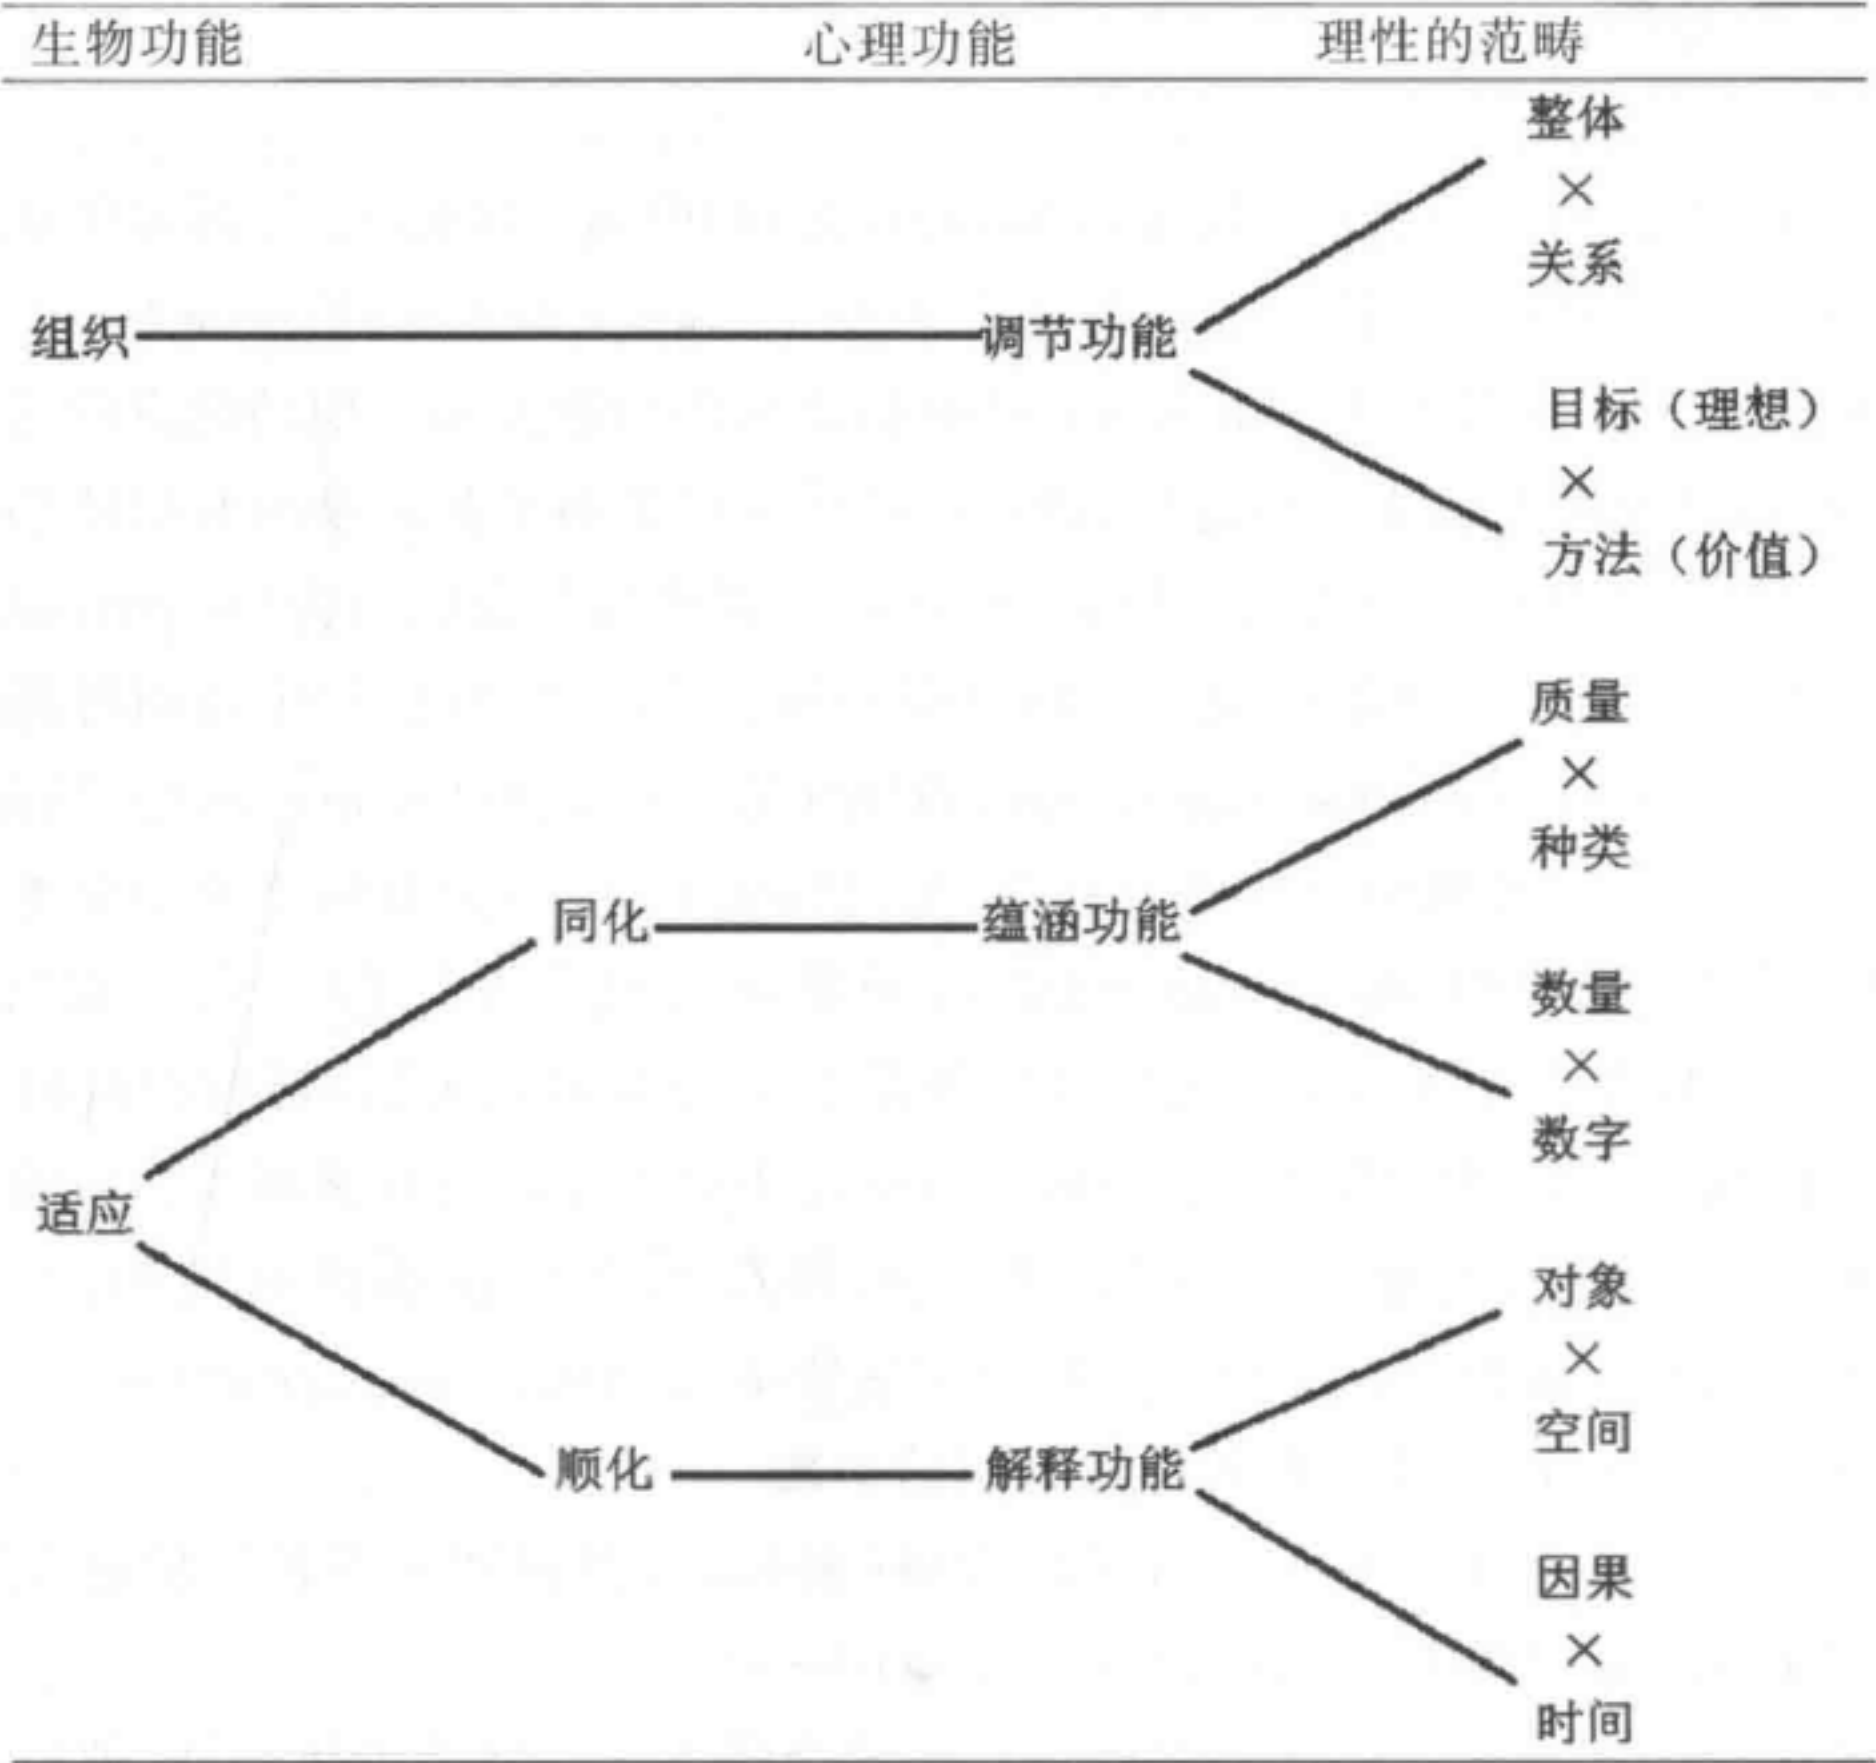 生物功能 心理功能 理性的范畴
整体
×
关系
组织 调节功能
目标（理想）
×
方法（价值）
质量
×
种类
同化 蕴涵功能
数量
×
数字
适应
对象
×
空间
顺化 解释功能
因果
×
时间